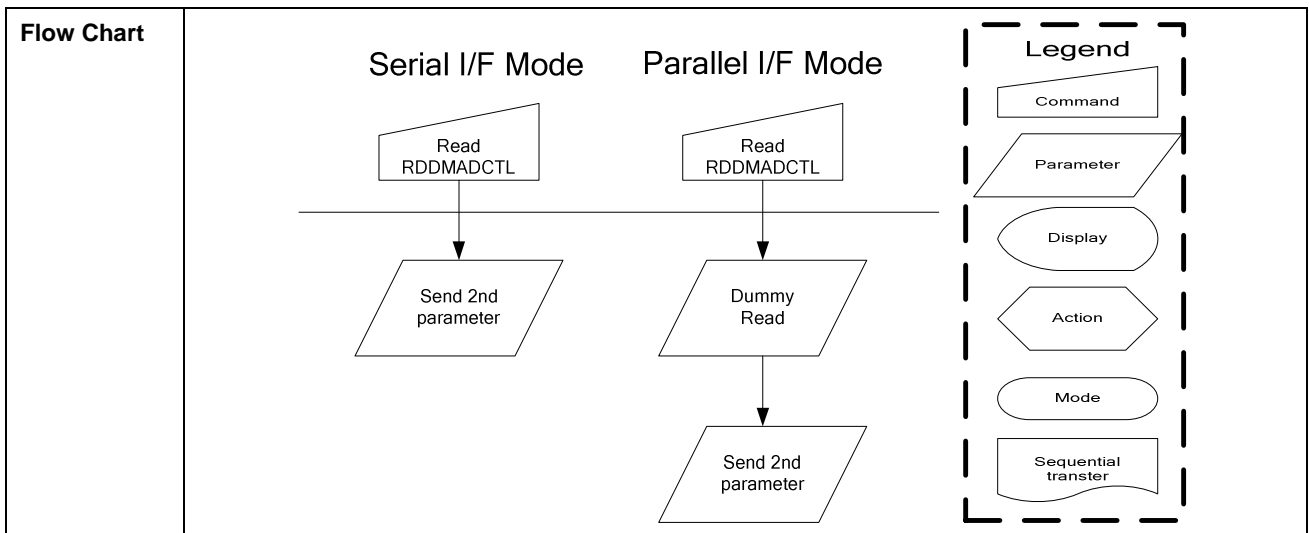 Flow Chart
Serial I/F Mode
Read
RDDMADCTL
Send 2nd
parameter
Parallel I/F Mode
Read
RDDMADCTL
Dummy
Read
Send 2nd
parameter
Legend
Command
Parameter
Display
Action
Mode
Sequential
transter